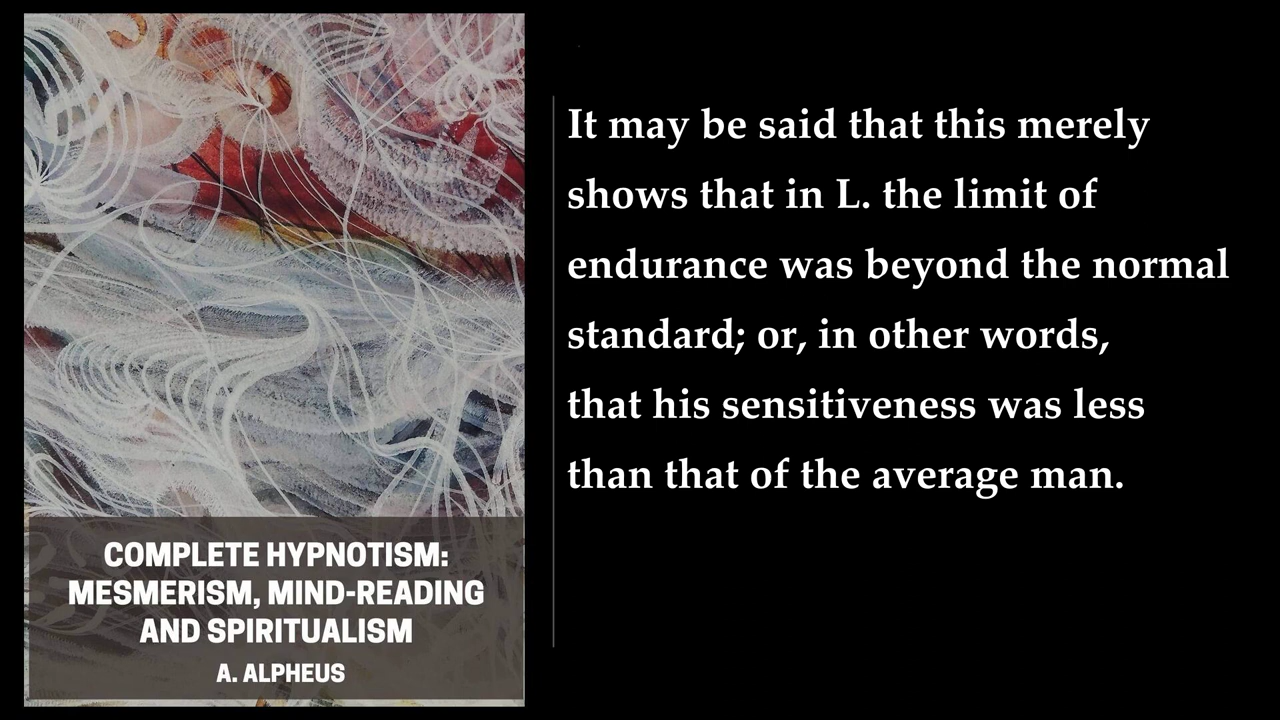 COMPLETE HYPNOTISM:
MESMERISM, MIND-READING
AND SPIRITUALISM
A. ALPHEUS
It may be said that this merely
shows that in L. the limit of
endurance was beyond the normal
standard; or, in other words,
that his sensitiveness was less
than that of the average man.